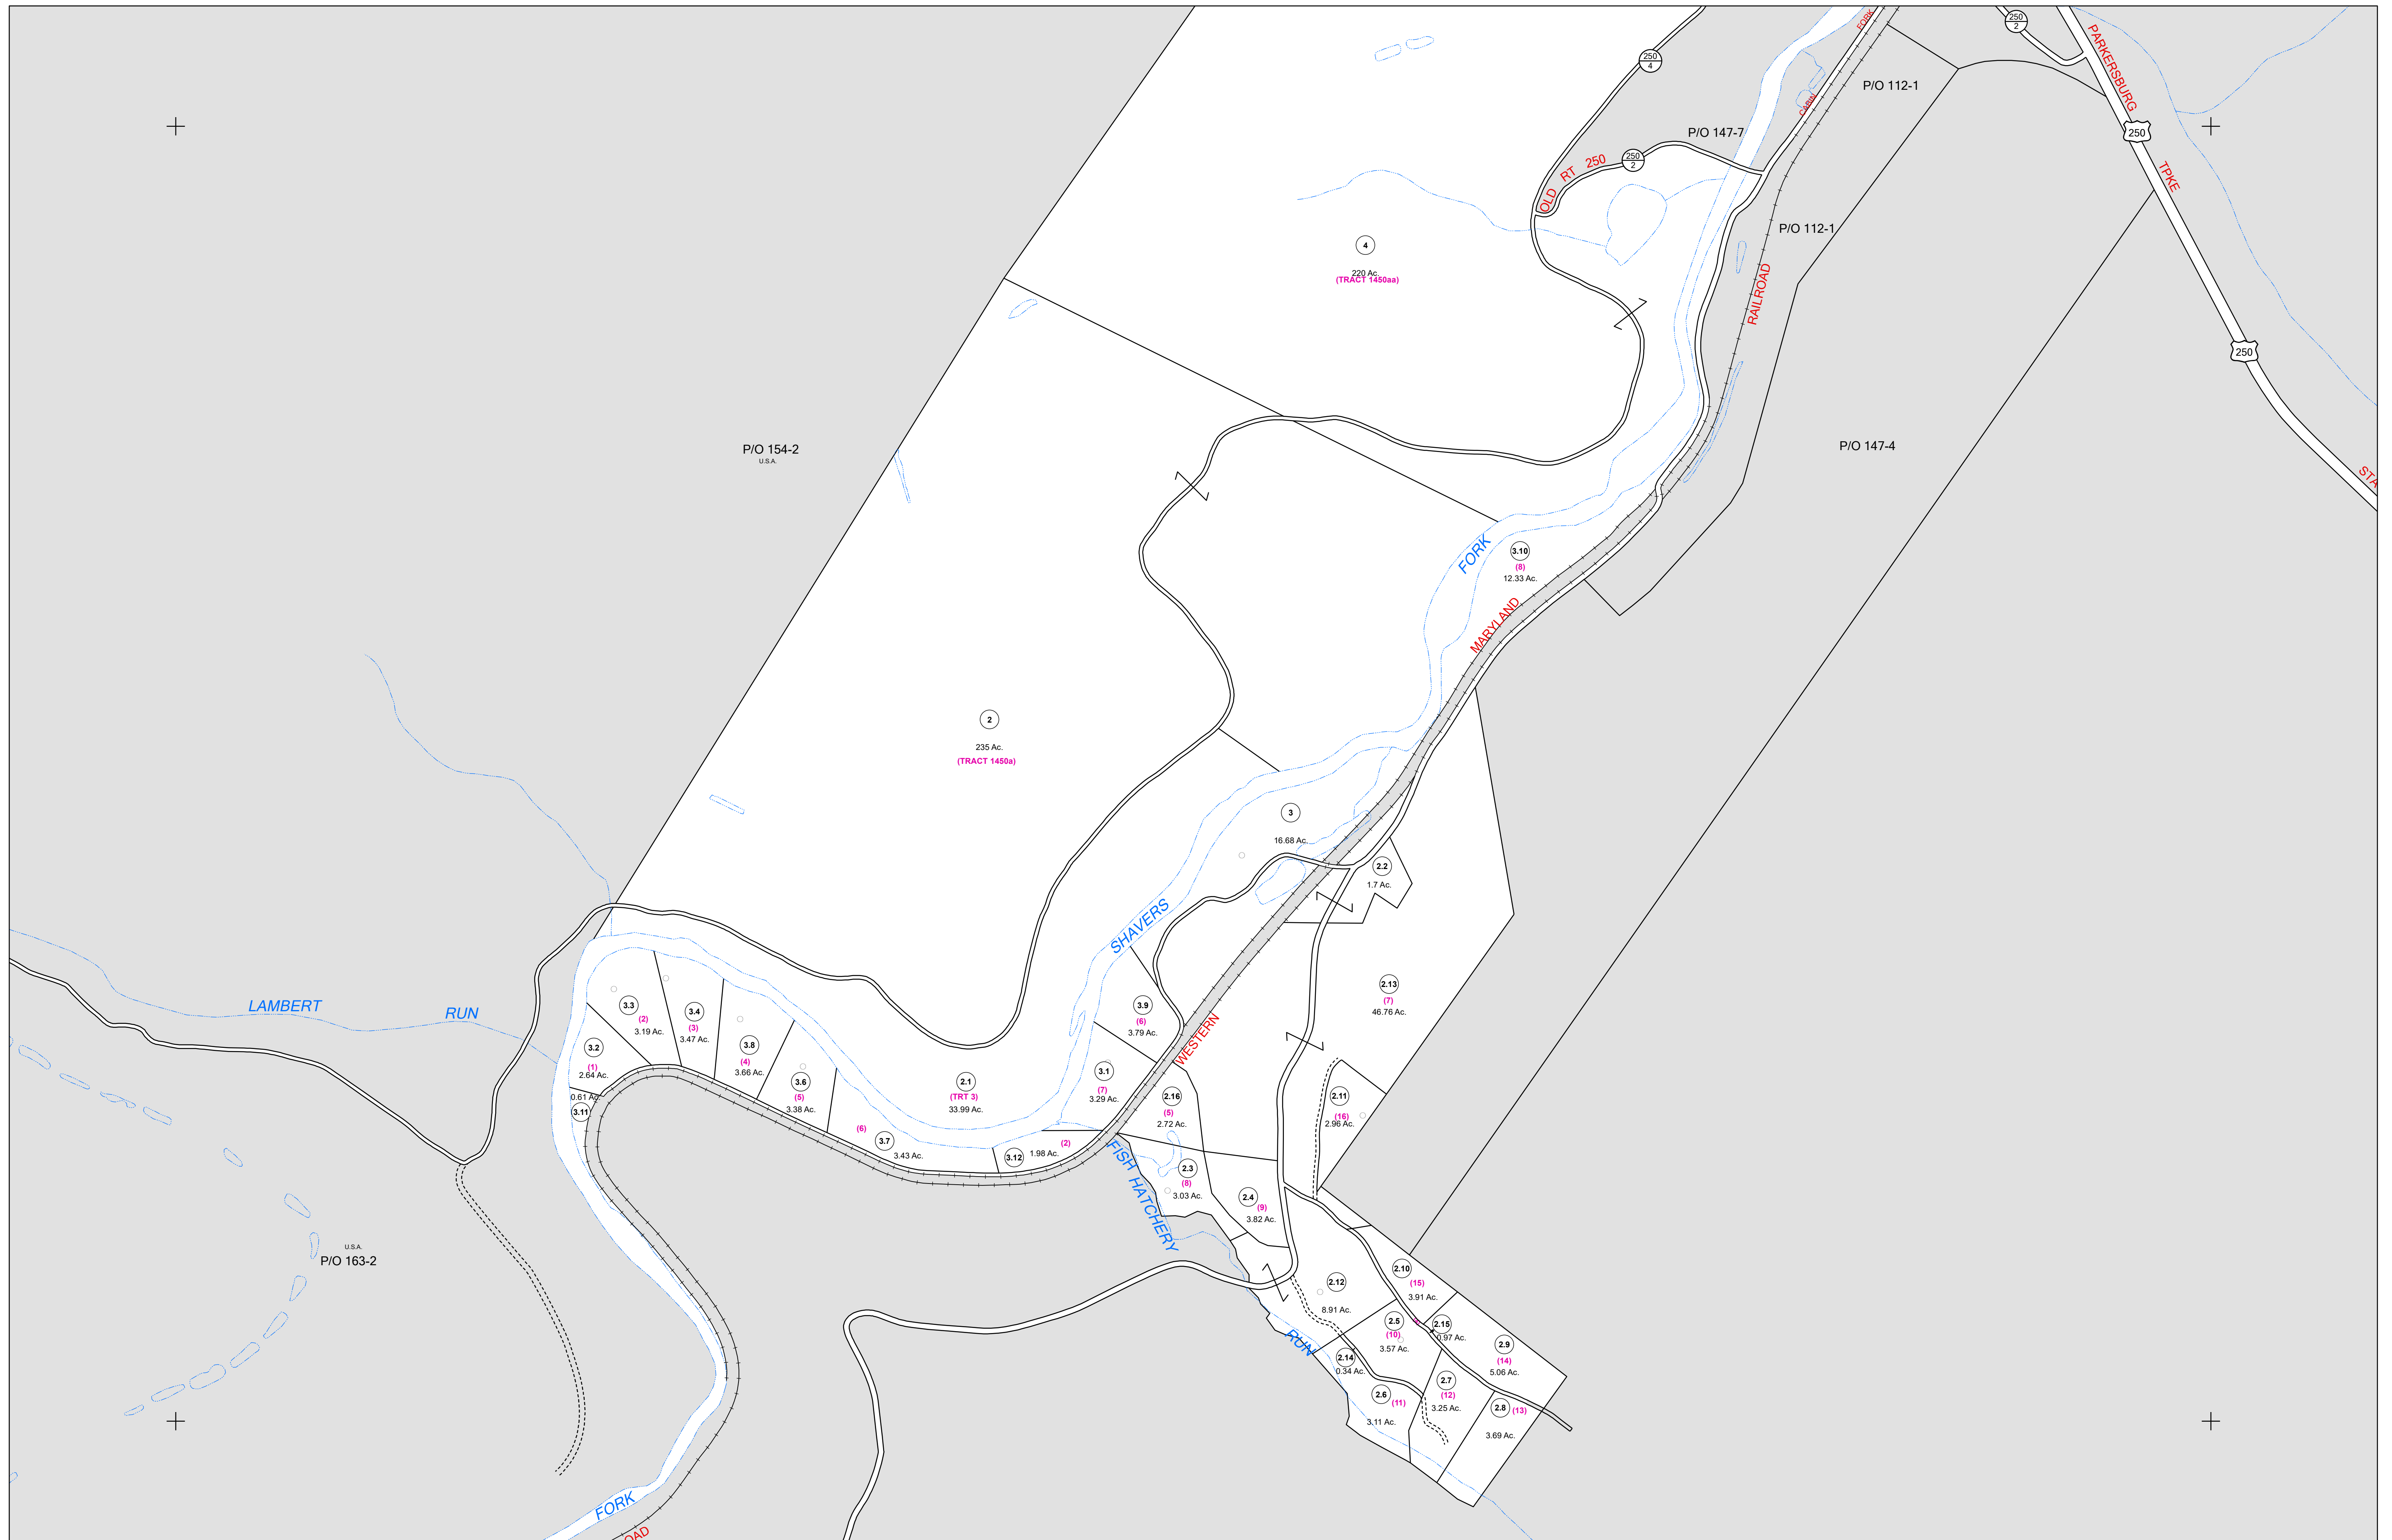 FORK
250
2
PARKERSBURG
250
4
P/O 112-1
CABIN
250
P/O 147-7
OLD RT 250
250
2
TPKE
P/O 112-1
4
220 Ac.
(TRACT 1450aa)
RAILROAD
250
P/O 154-2
U.S.A.
P/O 147-4
STA
FORK
3.10
(8)
12.33 Ac.
MARYLAND
2
235 Ac.
(TRACT 1450a)
3
16.68 Ac.
2.2
1.7 Ac.
SHAVERS
LAMBERT RUN
3.3
(2)
3.19 Ac.
3.4
(3)
3.47 Ac.
3.9
(6)
3.79 Ac.
2.13
(7)
46.76 Ac.
WESTERN
3.2
(1)
2.64 Ac.
3.8
(4)
3.66 Ac.
3.6
(5)
3.38 Ac.
2.1
(TRT 3)
33.99 Ac.
3.1
(7)
3.29 Ac.
2.16
(5)
2.72 Ac.
2.11
(16)
2.96 Ac.
0.61 Ac.
3.11
(6)
3.7
3.43 Ac.
3.12
1.98 Ac.
(2)
FISH HATCHERY
2.3
(8)
3.03 Ac.
2.4
(9)
3.82 Ac.
U.S.A.
P/O 163-2
2.12
8.91 Ac.
2.10
(15)
3.91 Ac.
RUN
2.5
(10)
3.57 Ac.
2.15
0.97 Ac.
2.9
(14)
5.06 Ac.
2.14
0.34 Ac.
2.6
(11)
3.11 Ac.
2.7
(12)
3.25 Ac.
2.8
(13)
3.69 Ac.
FORK
OAD